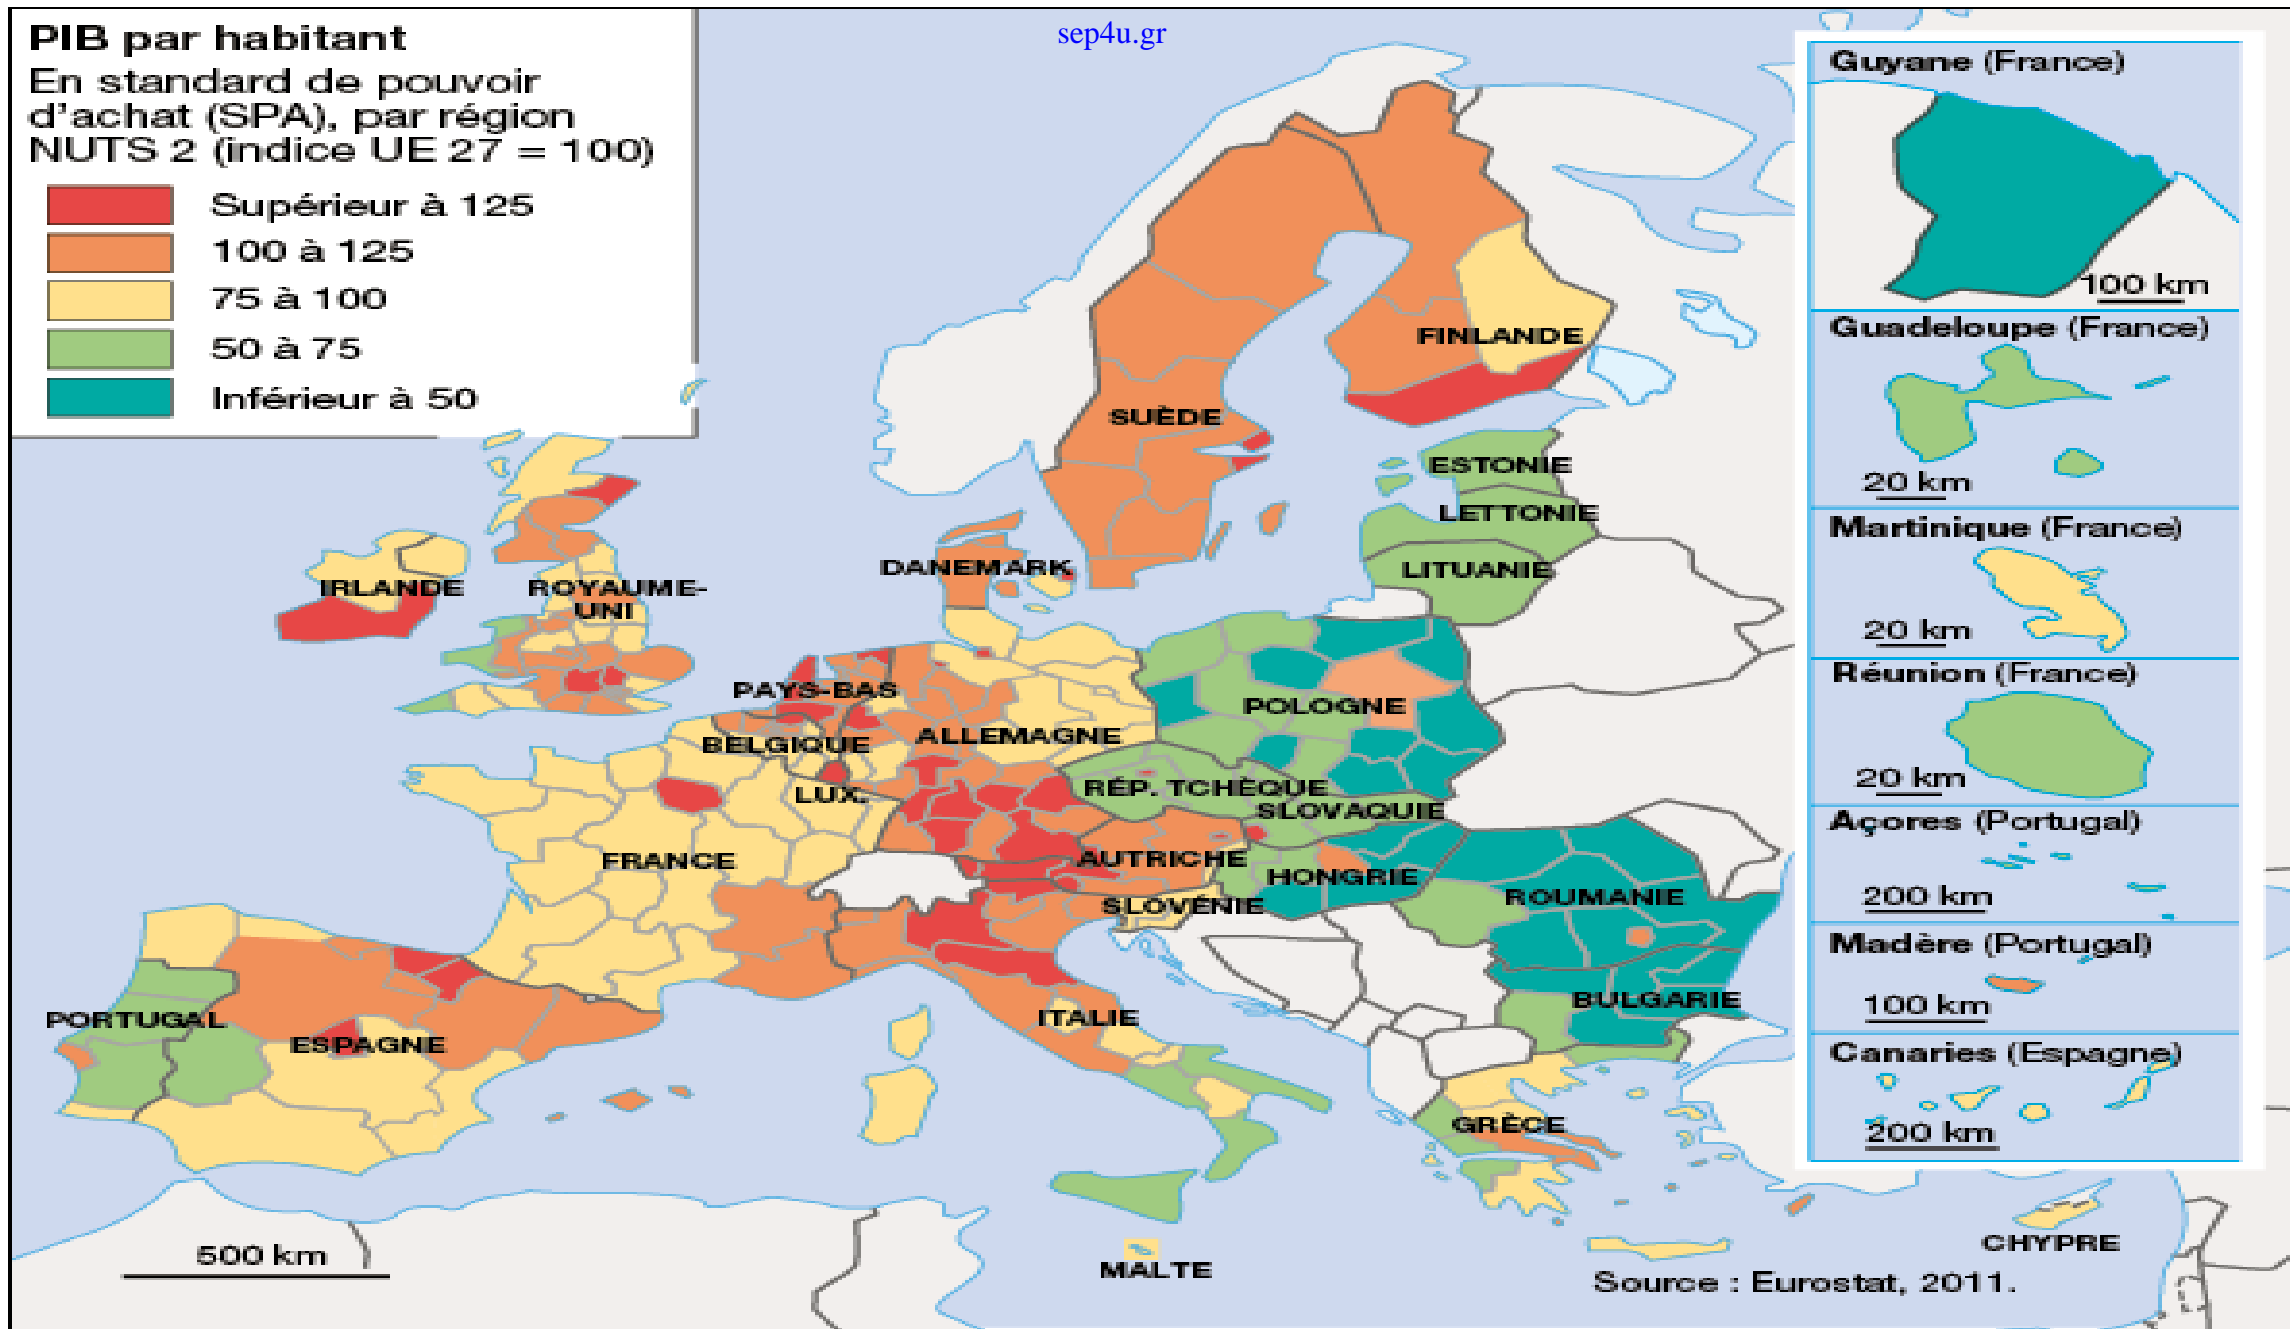 sep4u.gr
PIB par habitant
En standard de pouvoir
d'achat (SPA), par région
NUTS 2 (indice UE 27 = 100)
Supérieur à 125
100 à 125
75 à 100
50 à 75
Inférieur à 50
FINLANDE
SUÈDE
ESTONIE
LETTONIE
LITUANIE
DANEMARK
IRLANDE
ROYAUME-
UNI
PAYS-BAS
POLOGNE
BELGIQUE
ALLEMAGNE
LUX.
RÉP. TCHÈQUE
SLOVAQUIE
FRANCE
AUTRICHE
HONGRIE
SLOVÉNIE
ROUMANIE
PORTUGAL
ESPAGNE
ITALIE
BULGARIE
GRÈCE
MALTE
CHYPRE
500 km
Source : Eurostat, 2011.
Guyane (France)
100 km
Guadeloupe (France)
20 km
Martinique (France)
20 km
Réunion (France)
20 km
Açores (Portugal)
200 km
Madère (Portugal)
100 km
Canaries (Espagne)
200 km